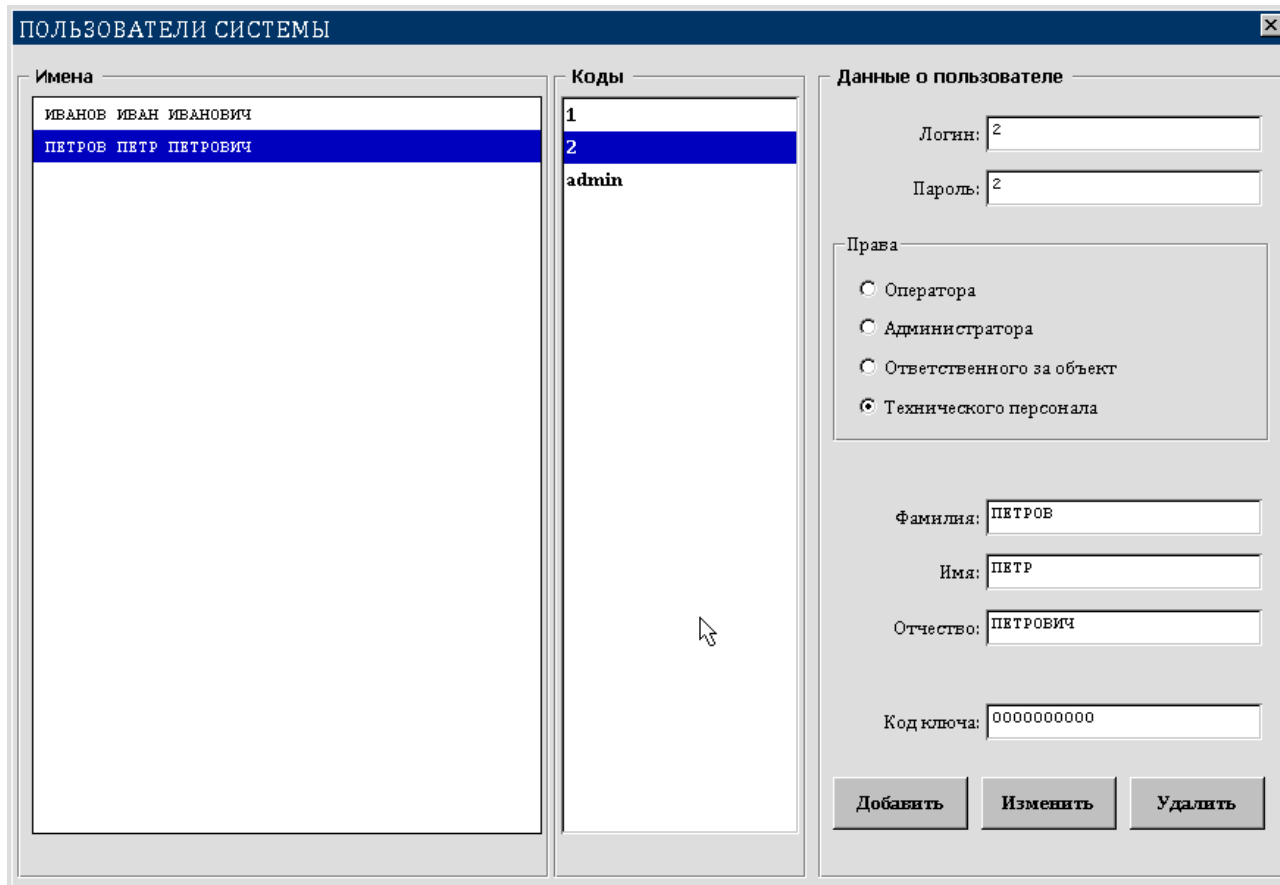 ПОЛЬЗОВАТЕЛИ СИСТЕМЫ
Имена
ИВАНОВ ИВАН ИВАНОВИЧ
ПЕТРОВ ПЕТР ПЕТРОВИЧ
Коды
1
2
admin
Данные о пользователе
Логин: 2
Пароль: 2
Права
Оператора
Администратора
Ответственного за объект
Технического персонала
Фамилия: ПЕТРОВ
Имя: ПЕТР
Отчество: ПЕТРОВИЧ
Код ключа: 0000000000
Добавить Изменить Удалить